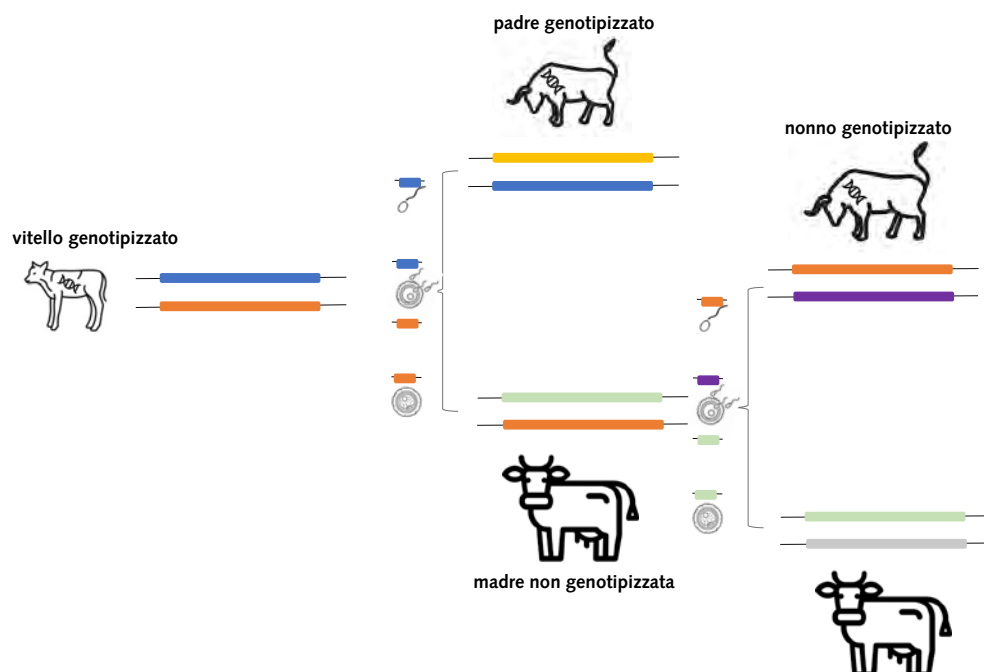 padre genotipizzato
nonno genotipizzato
vitello genotipizzato
madre non genotipizzata